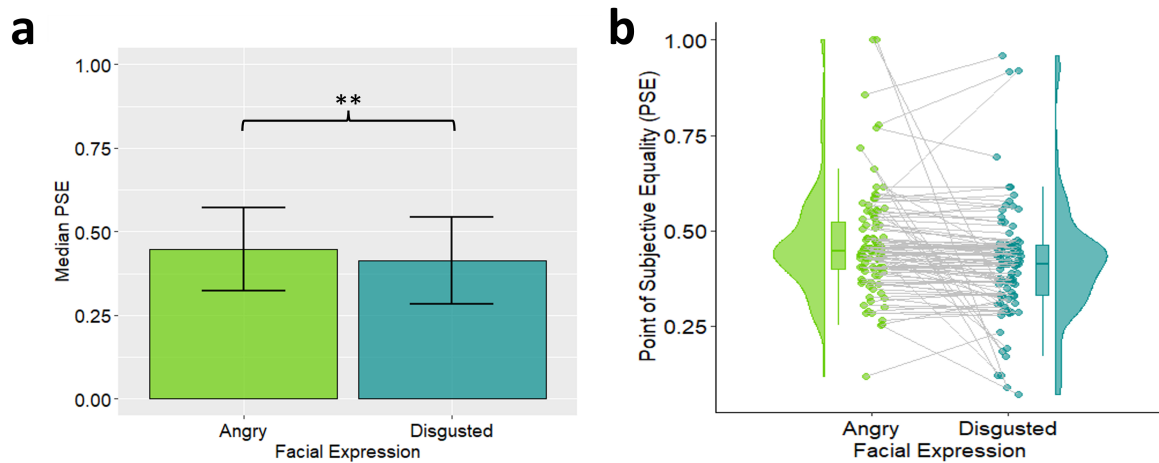 a
1.00
0.75
0.50
0.25
0.00
Median PSE
**
Angry
Disgusted
Facial Expression
b
1.00
0.75
0.50
0.25
Point of Subjective Equality (PSE)
Angry
Disgusted
Facial Expression